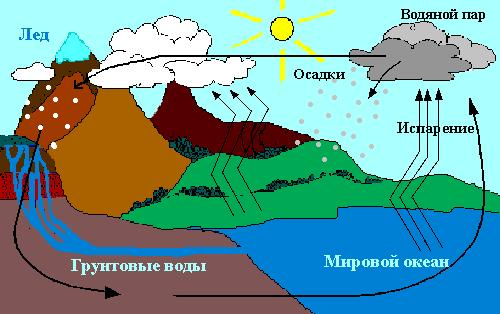 Водяной пар
Лед
Осадки
Испарение
Грунтовые воды
Мировой океан